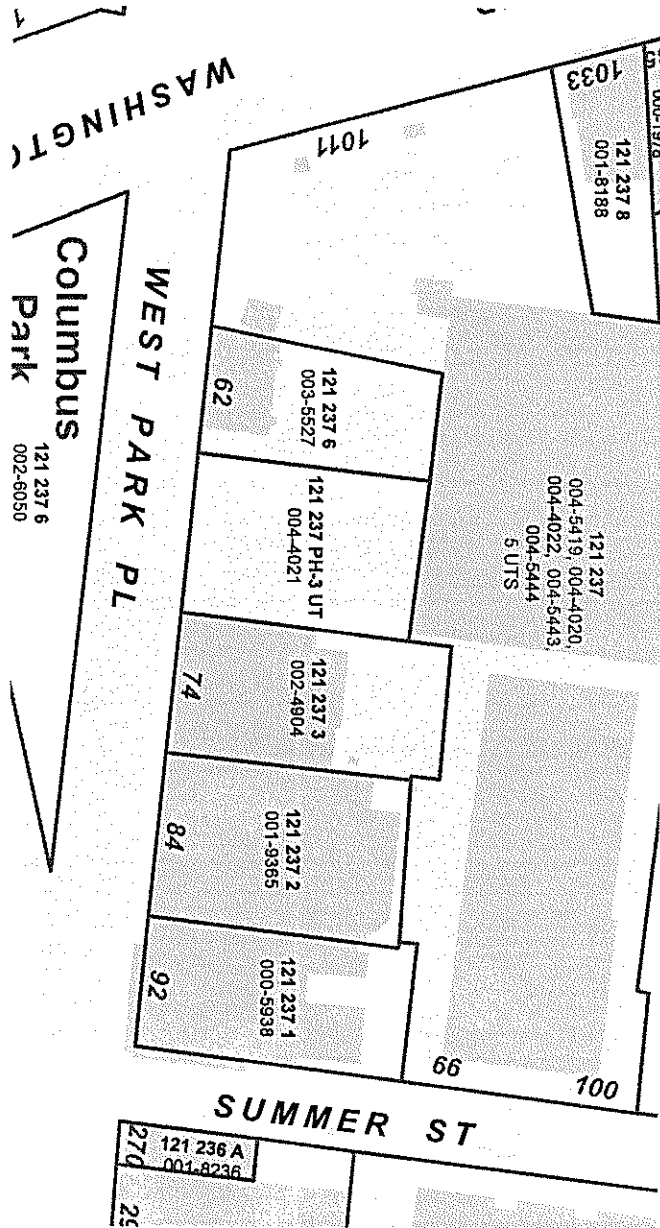 WASHINGT
1033
1011
121 237 8
001-8188
WEST PARK PL
Columbus
Park
121 237 6
002-6050
62
121 237 6
003-5527
121 237 PH-3 UT
004-4021
121 237
004-5419, 004-4020,
004-4022, 004-5443,
004-5444
5 UTS
74
121 237 3
002-4904
84
121 237 2
001-9365
92
121 237 1
000-5938
66
100
SUMMER ST
270
121 236 A
001-8236